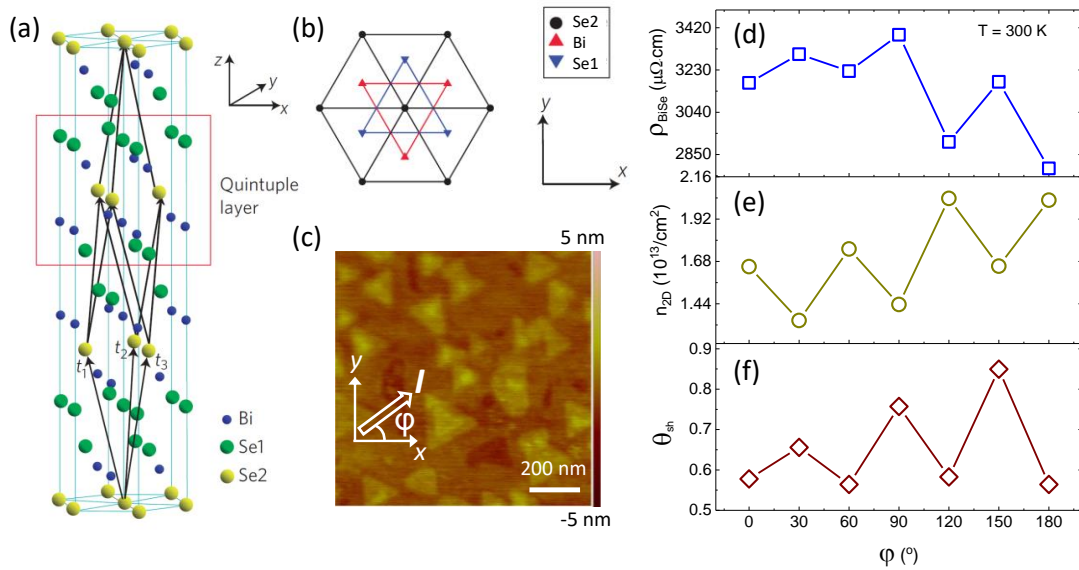 (a)
z
y
x
Quintuple
layer
t1
t2
t3
Bi
Se1
Se2
(b)
Se2
Bi
Se1
y
x
(c)
5 nm
y
I
φ
x
200 nm
-5 nm
(d)
T = 300 K
ρBiSe (μΩ cm)
3420
3230
3040
2850
(e)
n2D (10^13/cm^2)
2.16
1.92
1.68
1.44
(f)
θsh
0.9
0.8
0.7
0.6
0.5
0 30 60 90 120 150 180
φ (°)